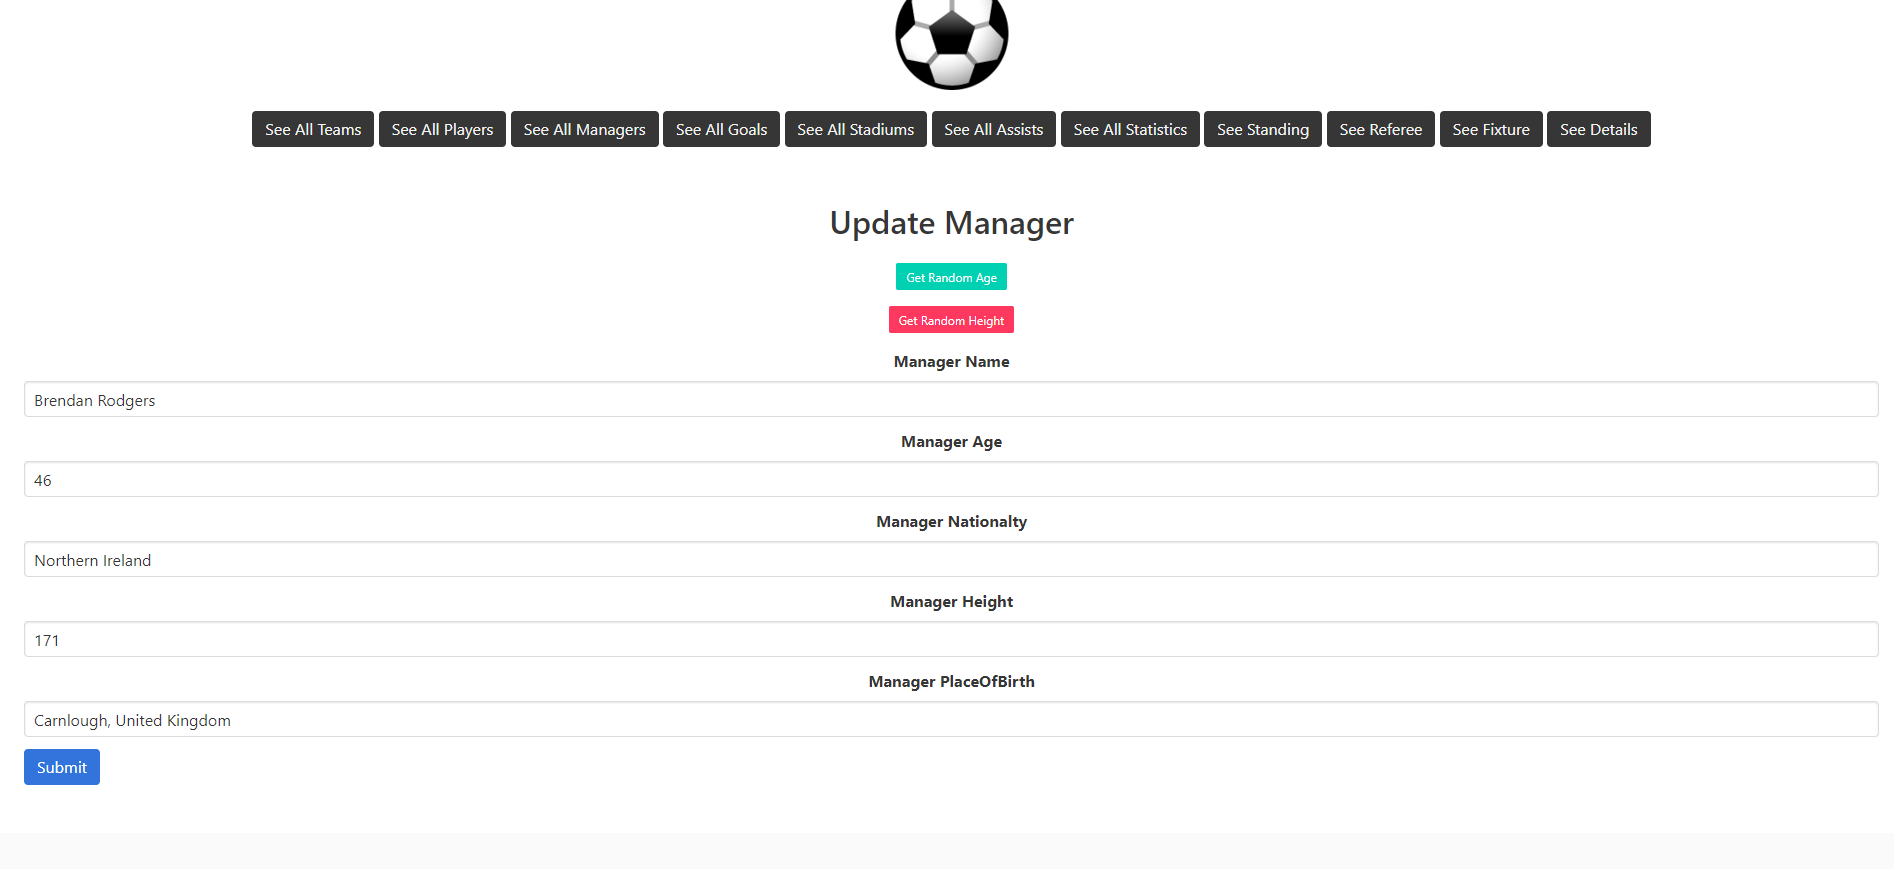 See All Teams See All Players See All Managers See All Goals See All Stadiums See All Assists See All Statistics See Standing See Referee See Fixture See Details
Update Manager
Get Random Age
Get Random Height
Manager Name
Brendan Rodgers
Manager Age
46
Manager Nationalty
Northern Ireland
Manager Height
171
Manager PlaceOfBirth
Carnlough, United Kingdom
Submit